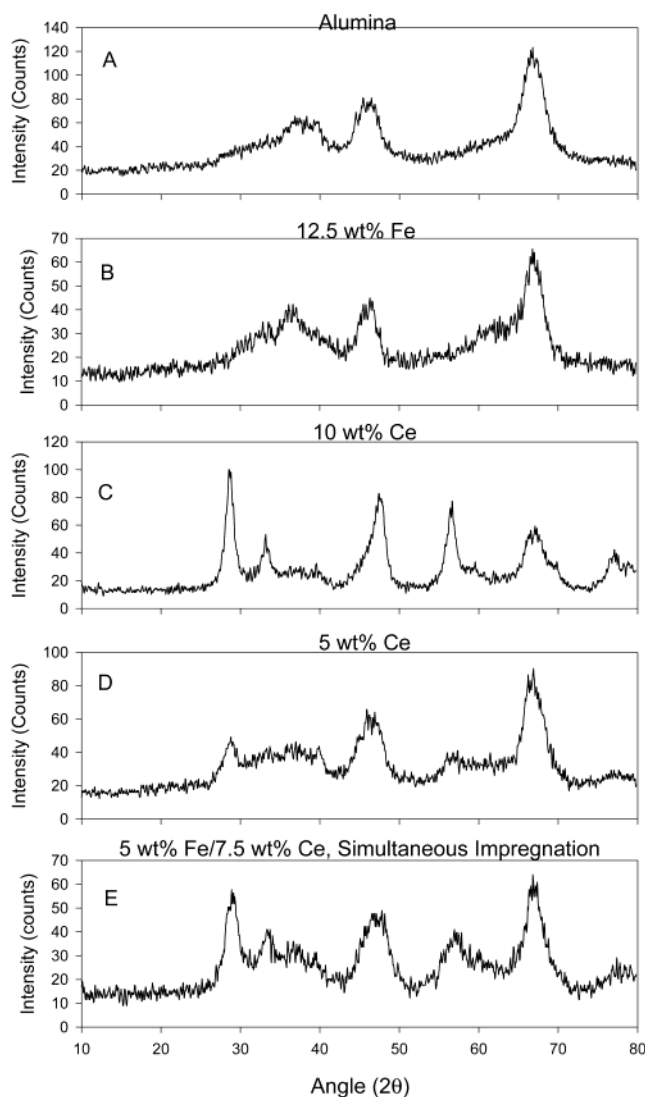 Alumina
A
Intensity (Counts)
140
120
100
80
60
40
20
0
12.5 wt% Fe
B
Intensity (Counts)
70
60
50
40
30
20
10
0
10 wt% Ce
C
Intensity (Counts)
120
100
80
60
40
20
0
5 wt% Ce
D
Intensity (Counts)
100
80
60
40
20
0
5 wt% Fe/7.5 wt% Ce, Simultaneous Impregnation
E
Intensity (counts)
70
60
50
40
30
20
10
0
10 20 30 40 50 60 70 80
Angle (2θ)